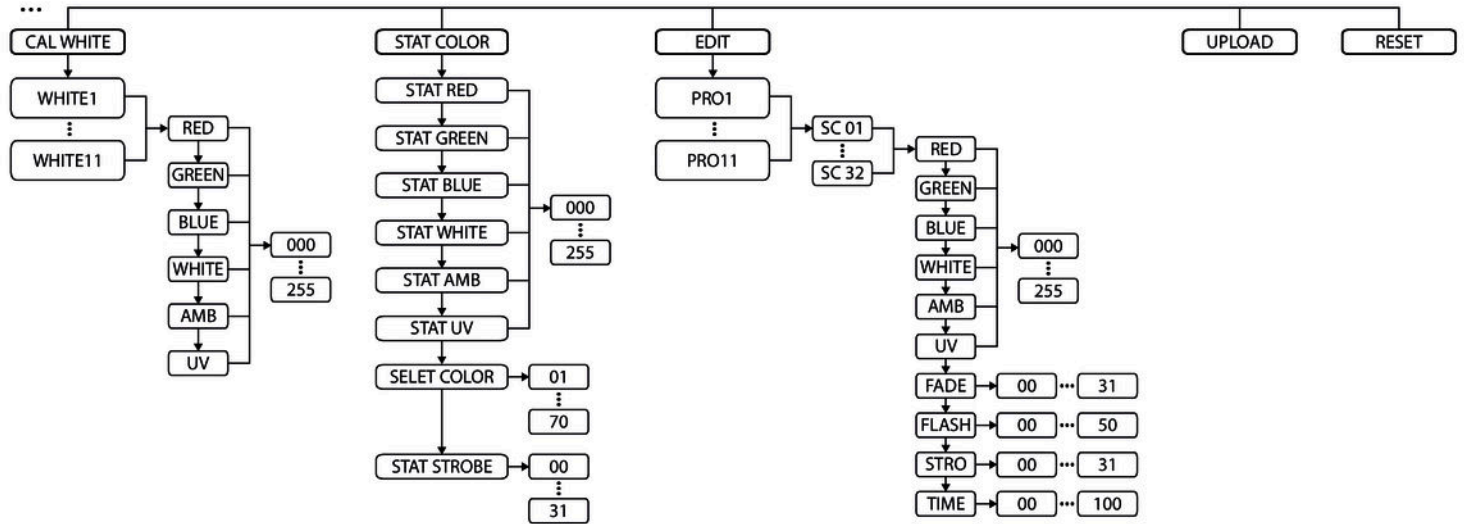 ...
CAL WHITE
WHITE1
WHITE11
RED
GREEN
BLUE
WHITE
AMB
UV
000
255
STAT COLOR
STAT RED
STAT GREEN
STAT BLUE
STAT WHITE
STAT AMB
STAT UV
000
255
SELET COLOR
01
70
STAT STROBE
00
31
EDIT
PRO1
PRO11
SC 01
SC 32
RED
GREEN
BLUE
WHITE
AMB
UV
000
255
FADE 00 ... 31
FLASH 00 ... 50
STRO 00 ... 31
TIME 00 ... 100
UPLOAD
RESET